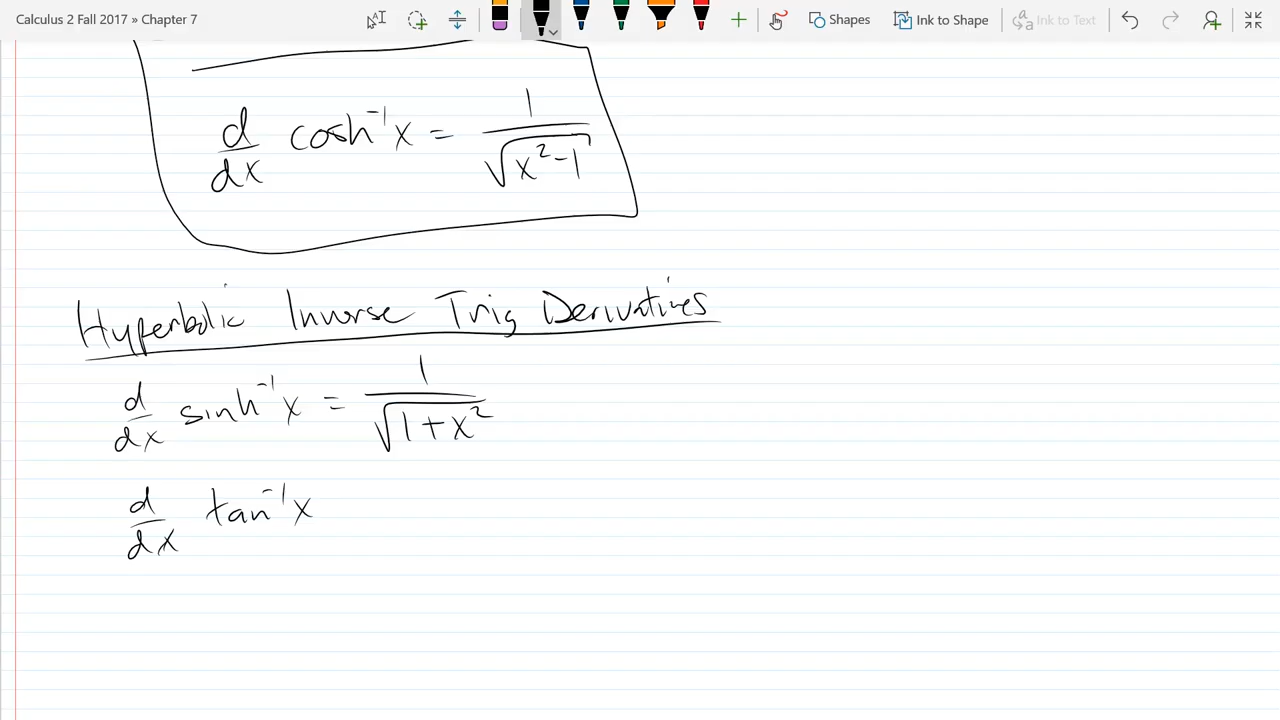 Calculus 2 Fall 2017 » Chapter 7
Shapes
Ink to Shape
Ink to Text
d/dx cosh⁻¹x = 1/√(x²-1)
Hyperbolic Inverse Trig Derivatives
d/dx sinh⁻¹x = 1/√(1+x²)
d/dx tan⁻¹x